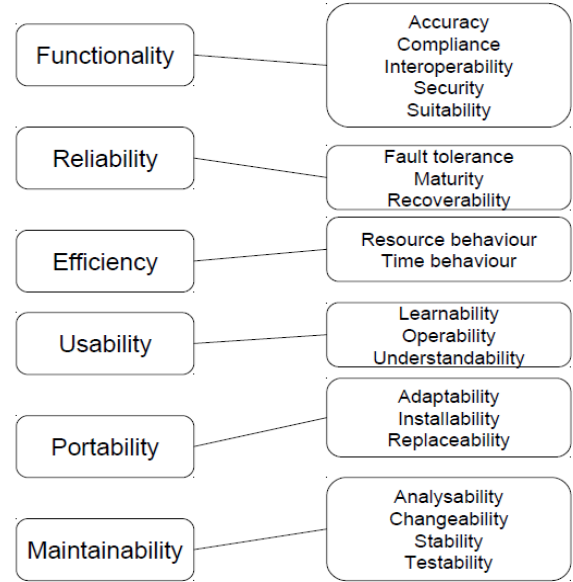 Functionality
Accuracy
Compliance
Interoperability
Security
Suitability
Reliability
Fault tolerance
Maturity
Recoverability
Efficiency
Resource behaviour
Time behaviour
Usability
Learnability
Operability
Understandability
Portability
Adaptability
Installability
Replaceability
Maintainability
Analysability
Changeability
Stability
Testability